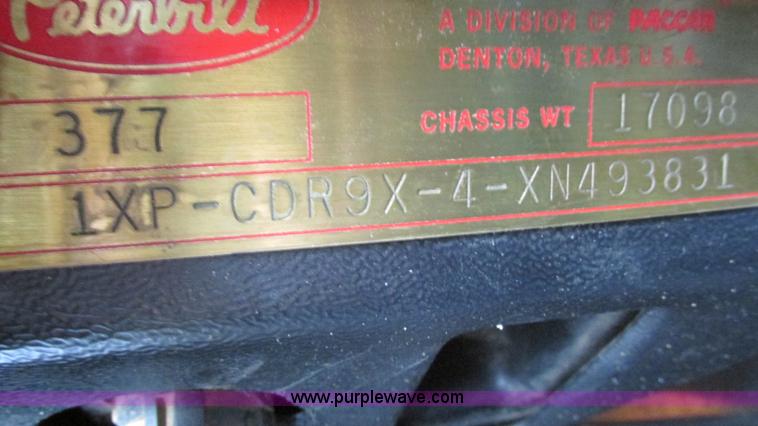 Peterbilt
A DIVISION OF PACCAR
DENTON, TEXAS U.S.A.
377
CHASSIS WT 17098
1XP-CDR9X-4-XN493831
www.purplewave.com